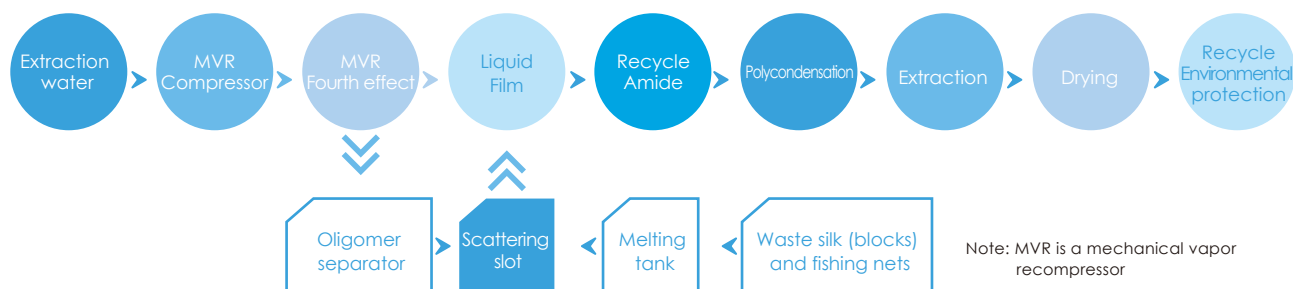 Extraction
water
MVR
Compressor
MVR
Fourth effect
Liquid
Film
Recycle
Amide
Polycondensation
Extraction
Drying
Recycle
Environmental
protection
Oligomer
separator
Scattering
slot
Melting
tank
Waste silk (blocks)
and fishing nets
Note: MVR is a mechanical vapor
recompressor